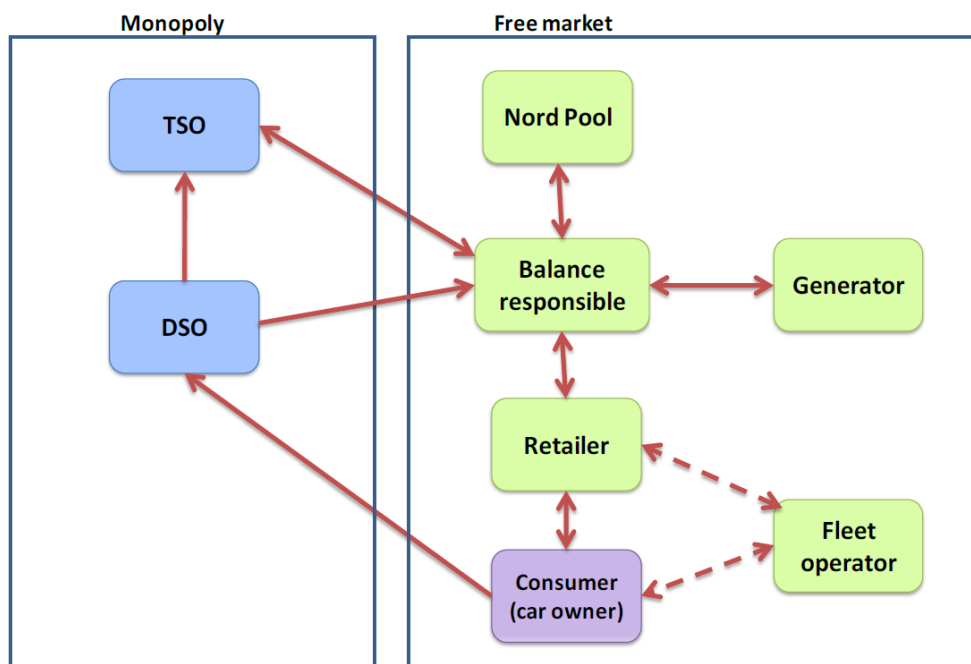 Monopoly
Free market
TSO
Nord Pool
Balance
responsible
Generator
DSO
Retailer
Fleet
operator
Consumer
(car owner)